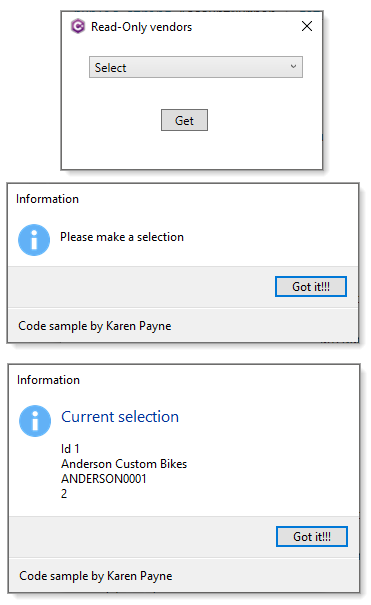 Read-Only vendors
Select
Get
Information
Please make a selection
Got it!!!
Code sample by Karen Payne
Information
Current selection
Id 1
Anderson Custom Bikes
ANDERSON0001
2
Got it!!!
Code sample by Karen Payne